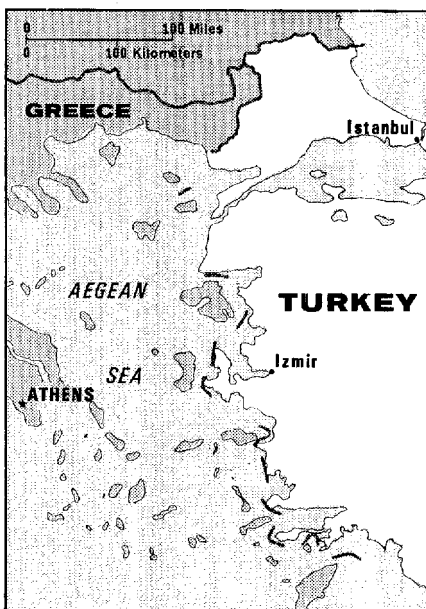 0 100 Miles
0 100 Kilometers
GREECE
Istanbul
AEGEAN
TURKEY
SEA
Izmir
ATHENS